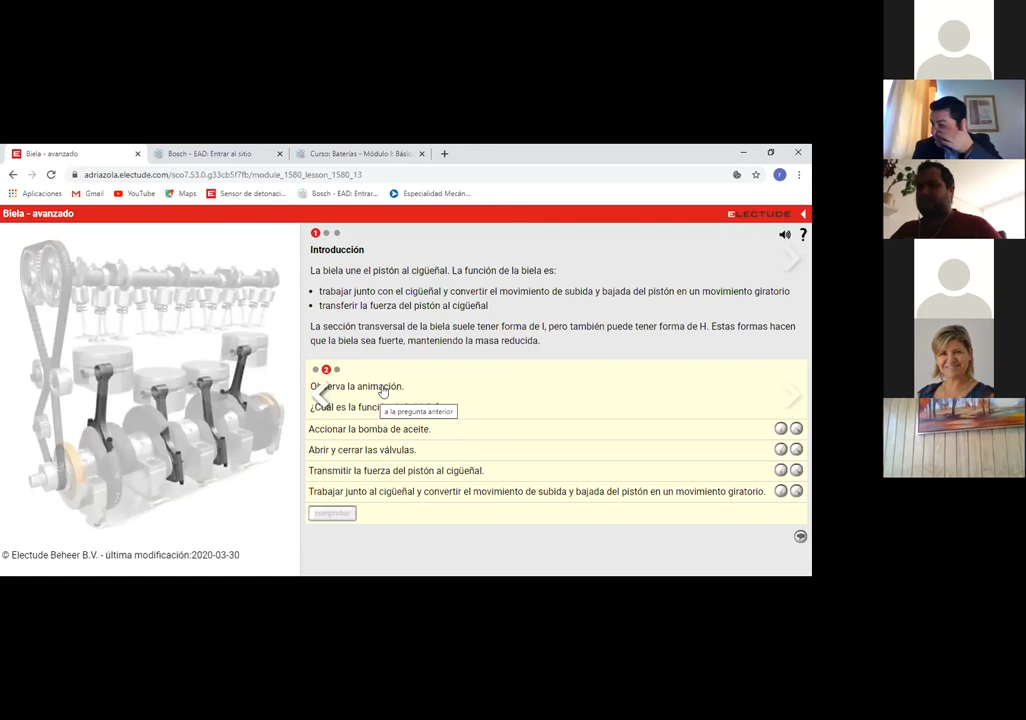 Biela - avanzado
Bosch - EAD: Entrar al sitio
Curso: Baterías - Módulo I: Básic
adriazola.electude.com/sco7.53.0.g33cb5f7fb/module_1580_lesson_1580_13
Aplicaciones
Gmail
YouTube
Maps
Sensor de detonaci...
Bosch - EAD: Entrar...
Especialidad Mecán...
Biela - avanzado
ELECTUDE
1
?
Introducción
La biela une el pistón al cigüeñal. La función de la biela es:
• trabajar junto con el cigüeñal y convertir el movimiento de subida y bajada del pistón en un movimiento giratorio
• transferir la fuerza del pistón al cigüeñal
La sección transversal de la biela suele tener forma de I, pero también puede tener forma de H. Estas formas hacen
que la biela sea fuerte, manteniendo la masa reducida.
2
Observa la animación.
¿Cuál es la
a la pregunta anterior
Accionar la bomba de aceite.
Abrir y cerrar las válvulas.
Transmitir la fuerza del pistón al cigüeñal.
Trabajar junto al cigüeñal y convertir el movimiento de subida y bajada del pistón en un movimiento giratorio.
comprobar
© Electude Beheer B.V. - última modificación:2020-03-30